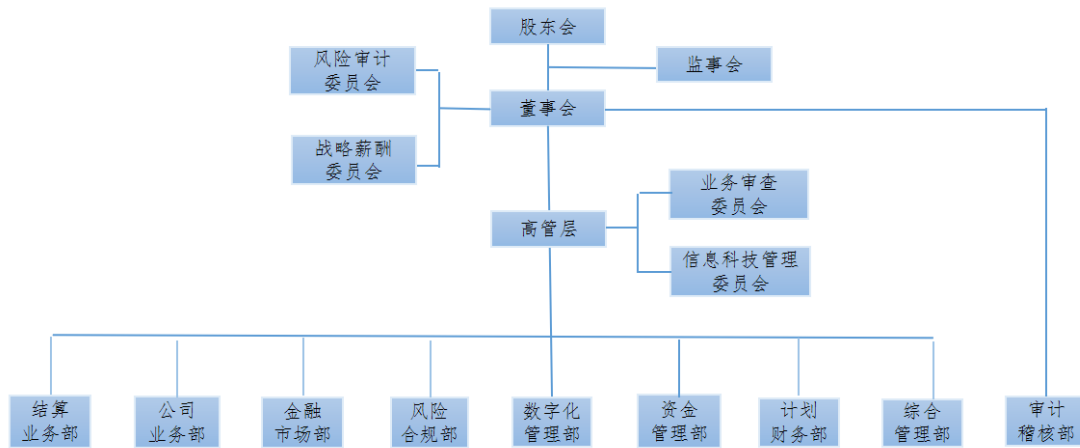 股东会
风险审计
委员会
监事会
董事会
战略薪酬
委员会
业务审查
委员会
高管层
信息科技管理
委员会
结算
业务部
公司
业务部
金融
市场部
风险
合规部
数字化
管理部
资金
管理部
计划
财务部
综合
管理部
审计
稽核部